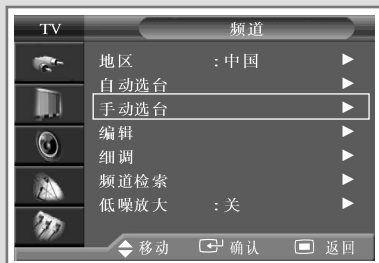 TV 频道
地区 :中国
自动选台
手动选台
编辑
细调
频道检索
低噪放大 :关
移动 确认 返回